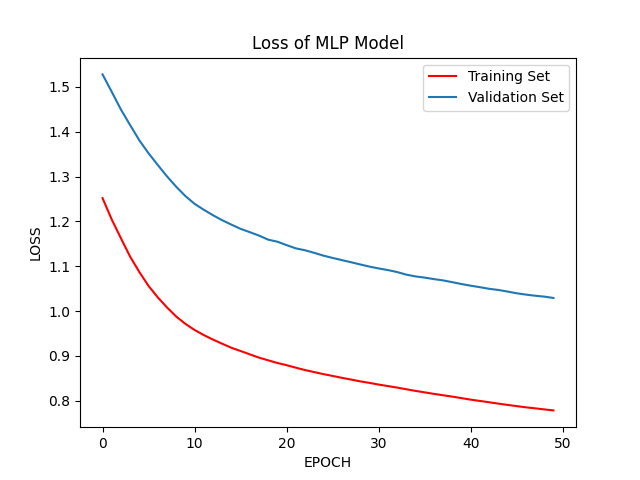 Loss of MLP Model
Training Set
Validation Set
LOSS
1.5
1.4
1.3
1.2
1.1
1.0
0.9
0.8
0 10 20 30 40 50
EPOCH